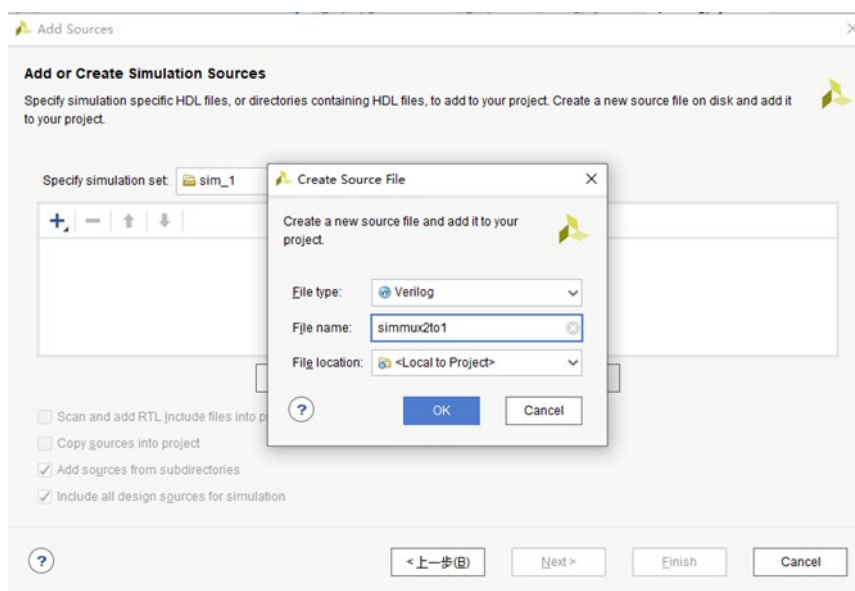 Add Sources
Add or Create Simulation Sources
Specify simulation specific HDL files, or directories containing HDL files, to add to your project. Create a new source file on disk and add it
to your project.
Specify simulation set: sim_1
Create Source File
Create a new source file and add it to your
project.
File type: Verilog
File name: simmux2to1
File location: <Local to Project>
? OK Cancel
Scan and add RTL include files into
Copy sources into project
Add sources from subdirectories
Include all design sources for simulation
? <上一步(B) Next > Finish Cancel